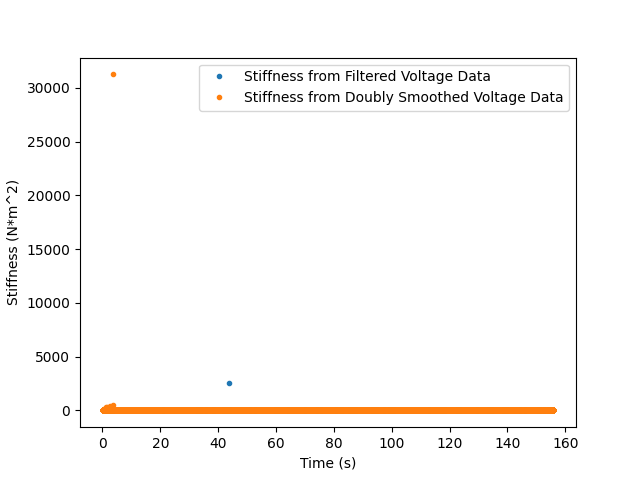 Stiffness from Filtered Voltage Data
Stiffness from Doubly Smoothed Voltage Data
30000
25000
20000
15000
10000
5000
0
Stiffness (N*m^2)
0 20 40 60 80 100 120 140 160
Time (s)